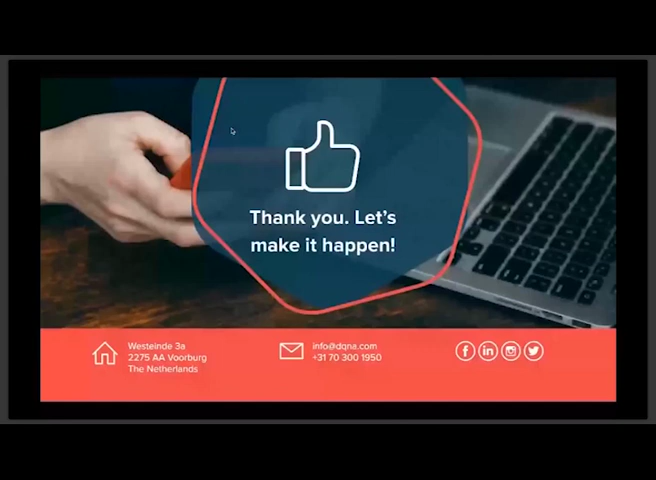 Thank you. Let's
make it happen!
Westeinde 3a
2275 AA Voorburg
The Netherlands
info@dqna.com
+31 70 300 1950